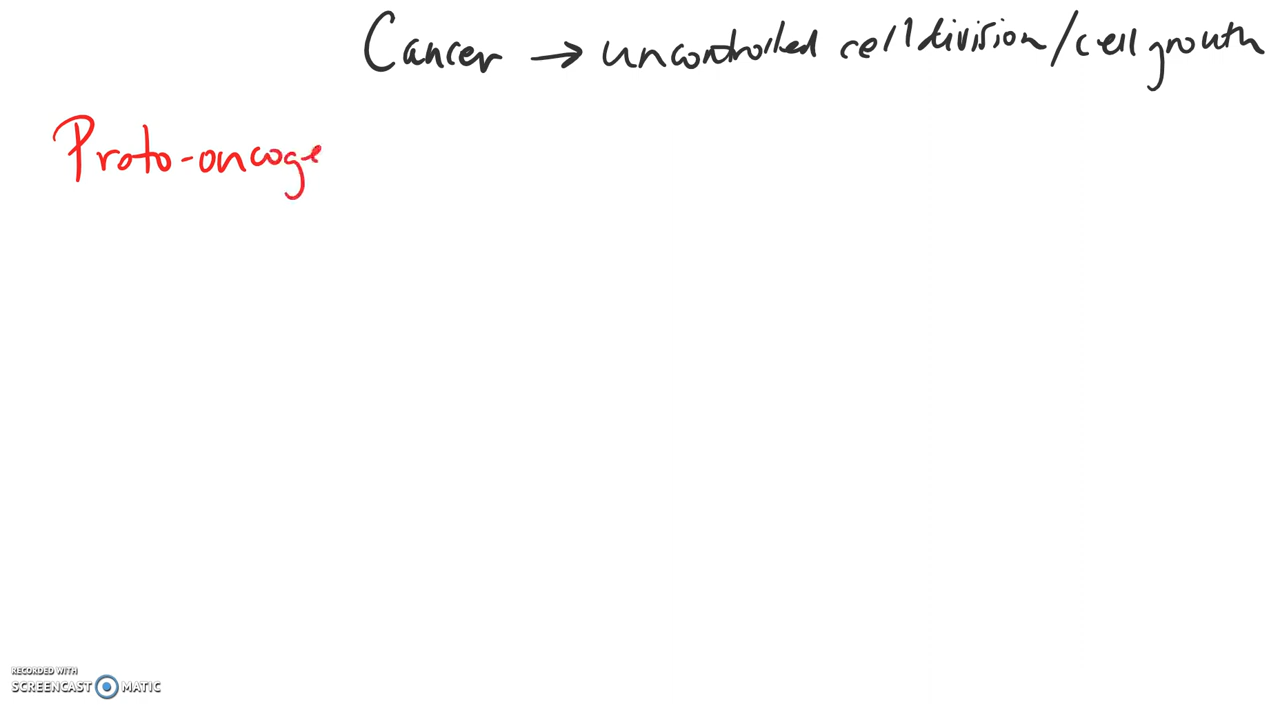 Cancer → uncontrolled cell division/cell growth
Proto-oncoge
RECORDED WITH
SCREENCAST MATIC